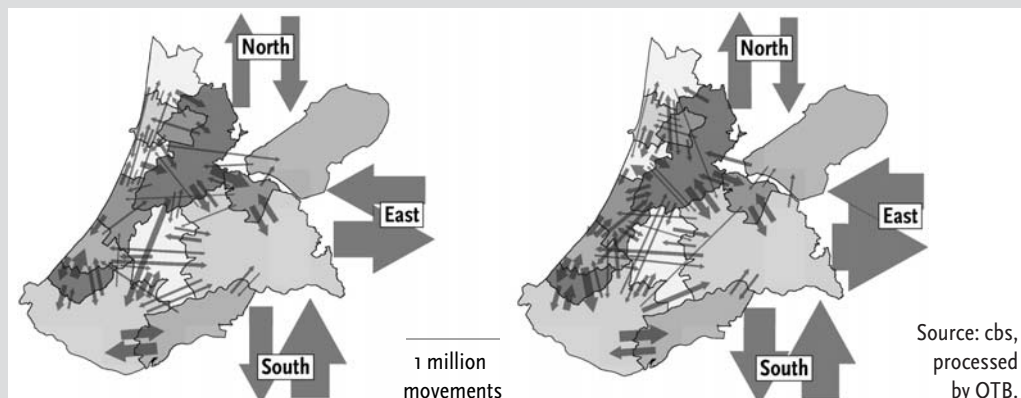 North
East
South
1 million
movements
North
East
South
Source: cbs,
processed
by OTB.